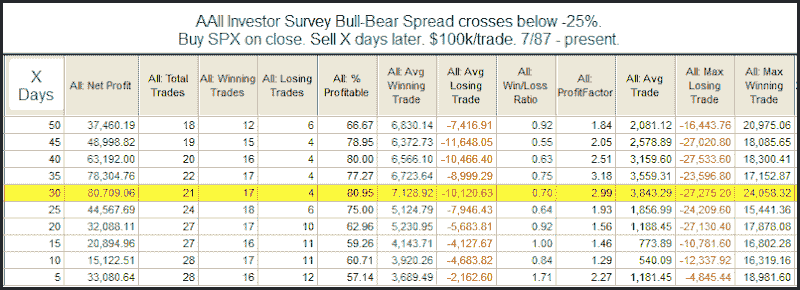 AAII Investor Survey Bull-Bear Spread crosses below -25%.
Buy SPX on close. Sell X days later. $100k/trade. 7/87 - present.
X Days All: Net Profit All: Total Trades All: Winning Trades All: Losing Trades All: % Profitable All: Avg Winning Trade All: Avg Losing Trade All: Win/Loss Ratio All: ProfitFactor All: Avg Trade All: Max Losing Trade All: Max Winning Trade
50 37,460.19 18 12 6 66.67 6,830.14 -7,416.91 0.92 1.84 2,081.12 -16,443.76 20,975.06
45 48,998.82 19 15 4 78.95 6,372.73 -11,648.05 0.55 2.05 2,578.89 -27,020.80 18,085.65
40 63,192.00 20 16 4 80.00 6,566.10 -10,466.40 0.63 2.51 3,159.60 -27,533.60 18,300.41
35 78,304.76 22 17 4 77.27 6,723.64 -8,999.29 0.75 3.18 3,559.31 -23,596.80 17,152.87
30 80,709.06 21 17 4 80.95 7,128.92 -10,120.63 0.70 2.99 3,843.29 -27,275.20 24,058.32
25 44,567.69 24 18 6 75.00 5,124.79 -7,946.43 0.64 1.93 1,856.99 -24,209.60 15,441.36
20 32,088.11 27 17 10 62.96 5,230.95 -5,683.81 0.92 1.56 1,188.45 -27,130.40 17,878.08
15 20,894.96 27 16 11 59.26 4,143.71 -4,127.67 1.00 1.46 773.89 -10,781.60 16,802.28
10 15,122.51 28 17 11 60.71 3,920.26 -4,683.82 0.84 1.29 540.09 -12,337.92 16,319.16
5 33,080.64 28 16 12 57.14 3,689.49 -2,162.60 1.71 2.27 1,181.45 -4,845.44 18,981.60